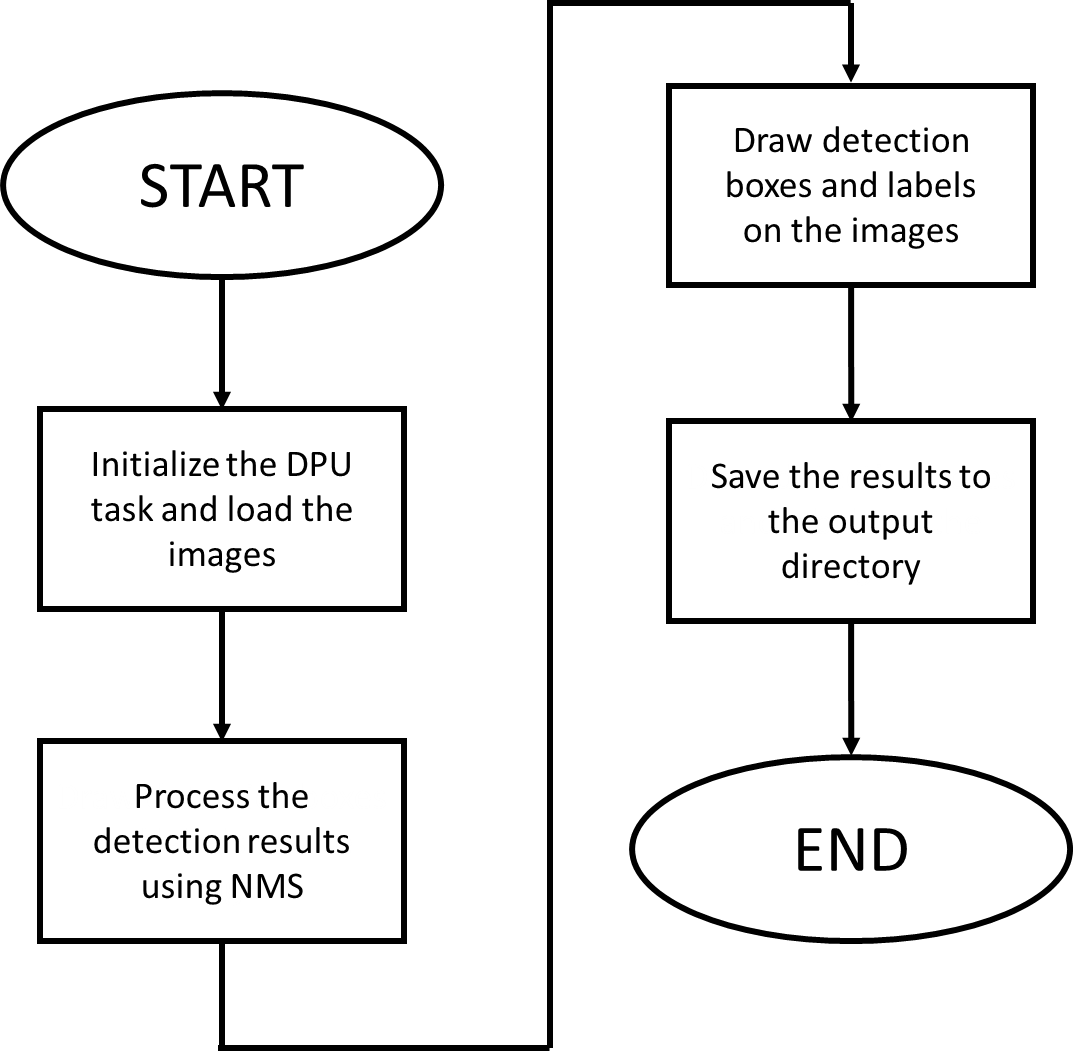 START
Initialize the DPU
task and load the
images
Process the
detection results
using NMS
Draw detection
boxes and labels
on the images
Save the results to
the output
directory
END